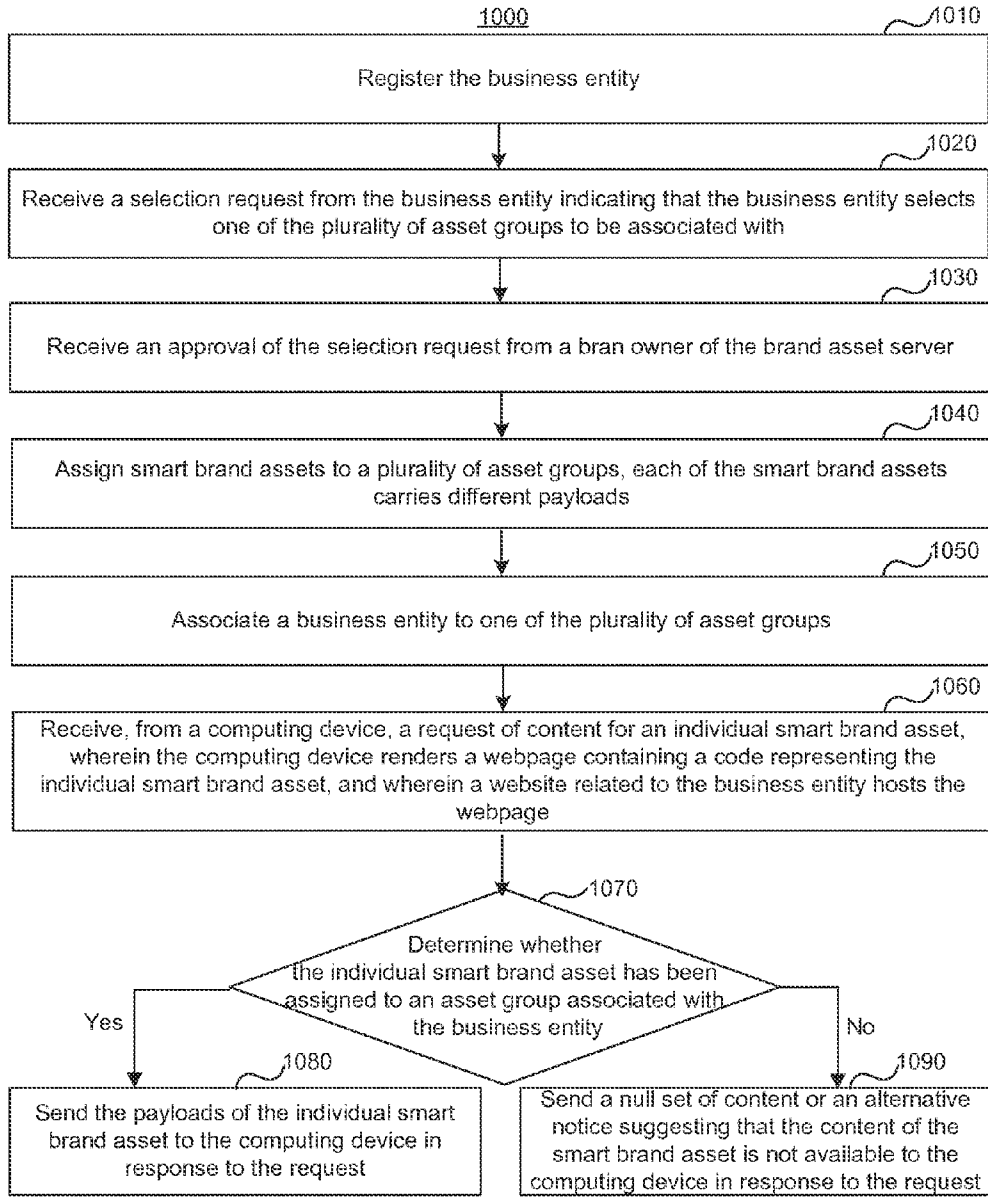 1000
1010
Register the business entity
1020
Receive a selection request from the business entity indicating that the business entity selects
one of the plurality of asset groups to be associated with
1030
Receive an approval of the selection request from a bran owner of the brand asset server
1040
Assign smart brand assets to a plurality of asset groups, each of the smart brand assets
carries different payloads
1050
Associate a business entity to one of the plurality of asset groups
1060
Receive, from a computing device, a request of content for an individual smart brand asset,
wherein the computing device renders a webpage containing a code representing the
individual smart brand asset, and wherein a website related to the business entity hosts the
webpage
1070
Determine whether
the individual smart brand asset has been
assigned to an asset group associated with
the business entity
Yes
No
1080
Send the payloads of the individual smart
brand asset to the computing device in
response to the request
1090
Send a null set of content or an alternative
notice suggesting that the content of the
smart brand asset is not available to the
computing device in response to the request